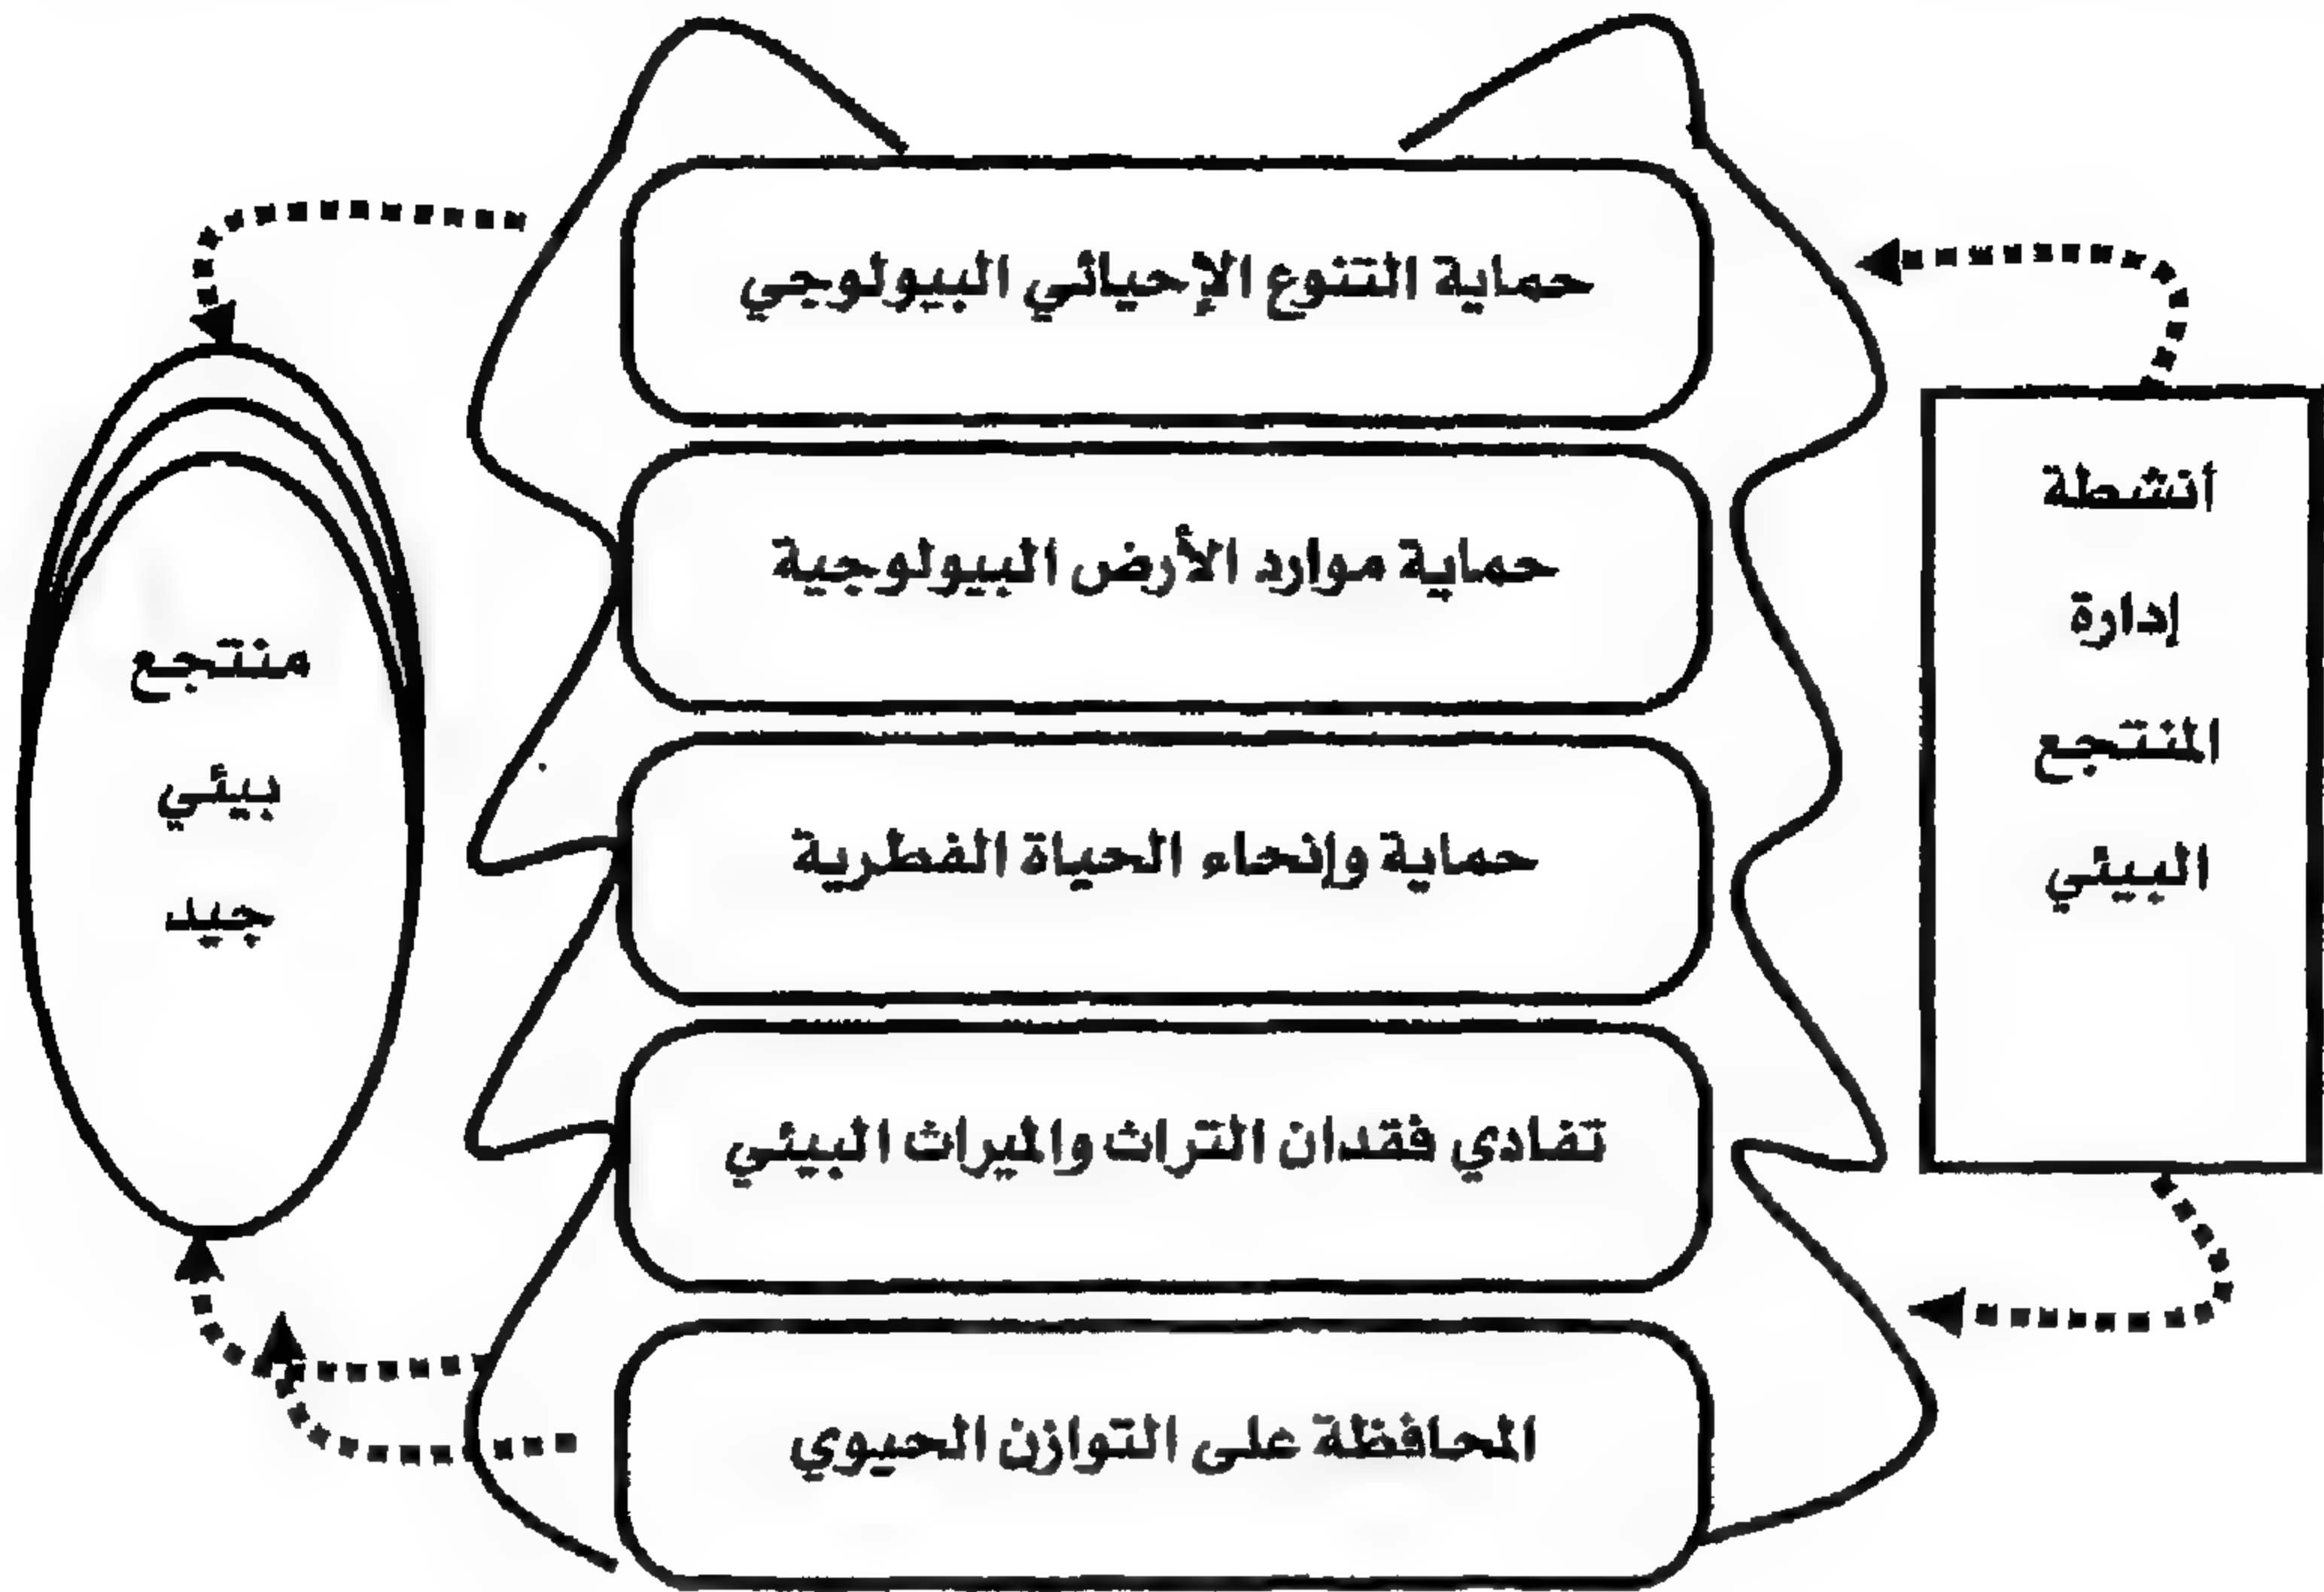 أنشطة
إدارة
المنتجع
البيئي
حماية التنوع الإحيائي البيولوجي
حماية موارد الأرض البيولوجية
حماية وإنحاء الحياة الفطرية
تفادي فقدان التراث والميراث البيئي
المحافظة على التوازن الحيوي
منتجع
بيئي
جيد